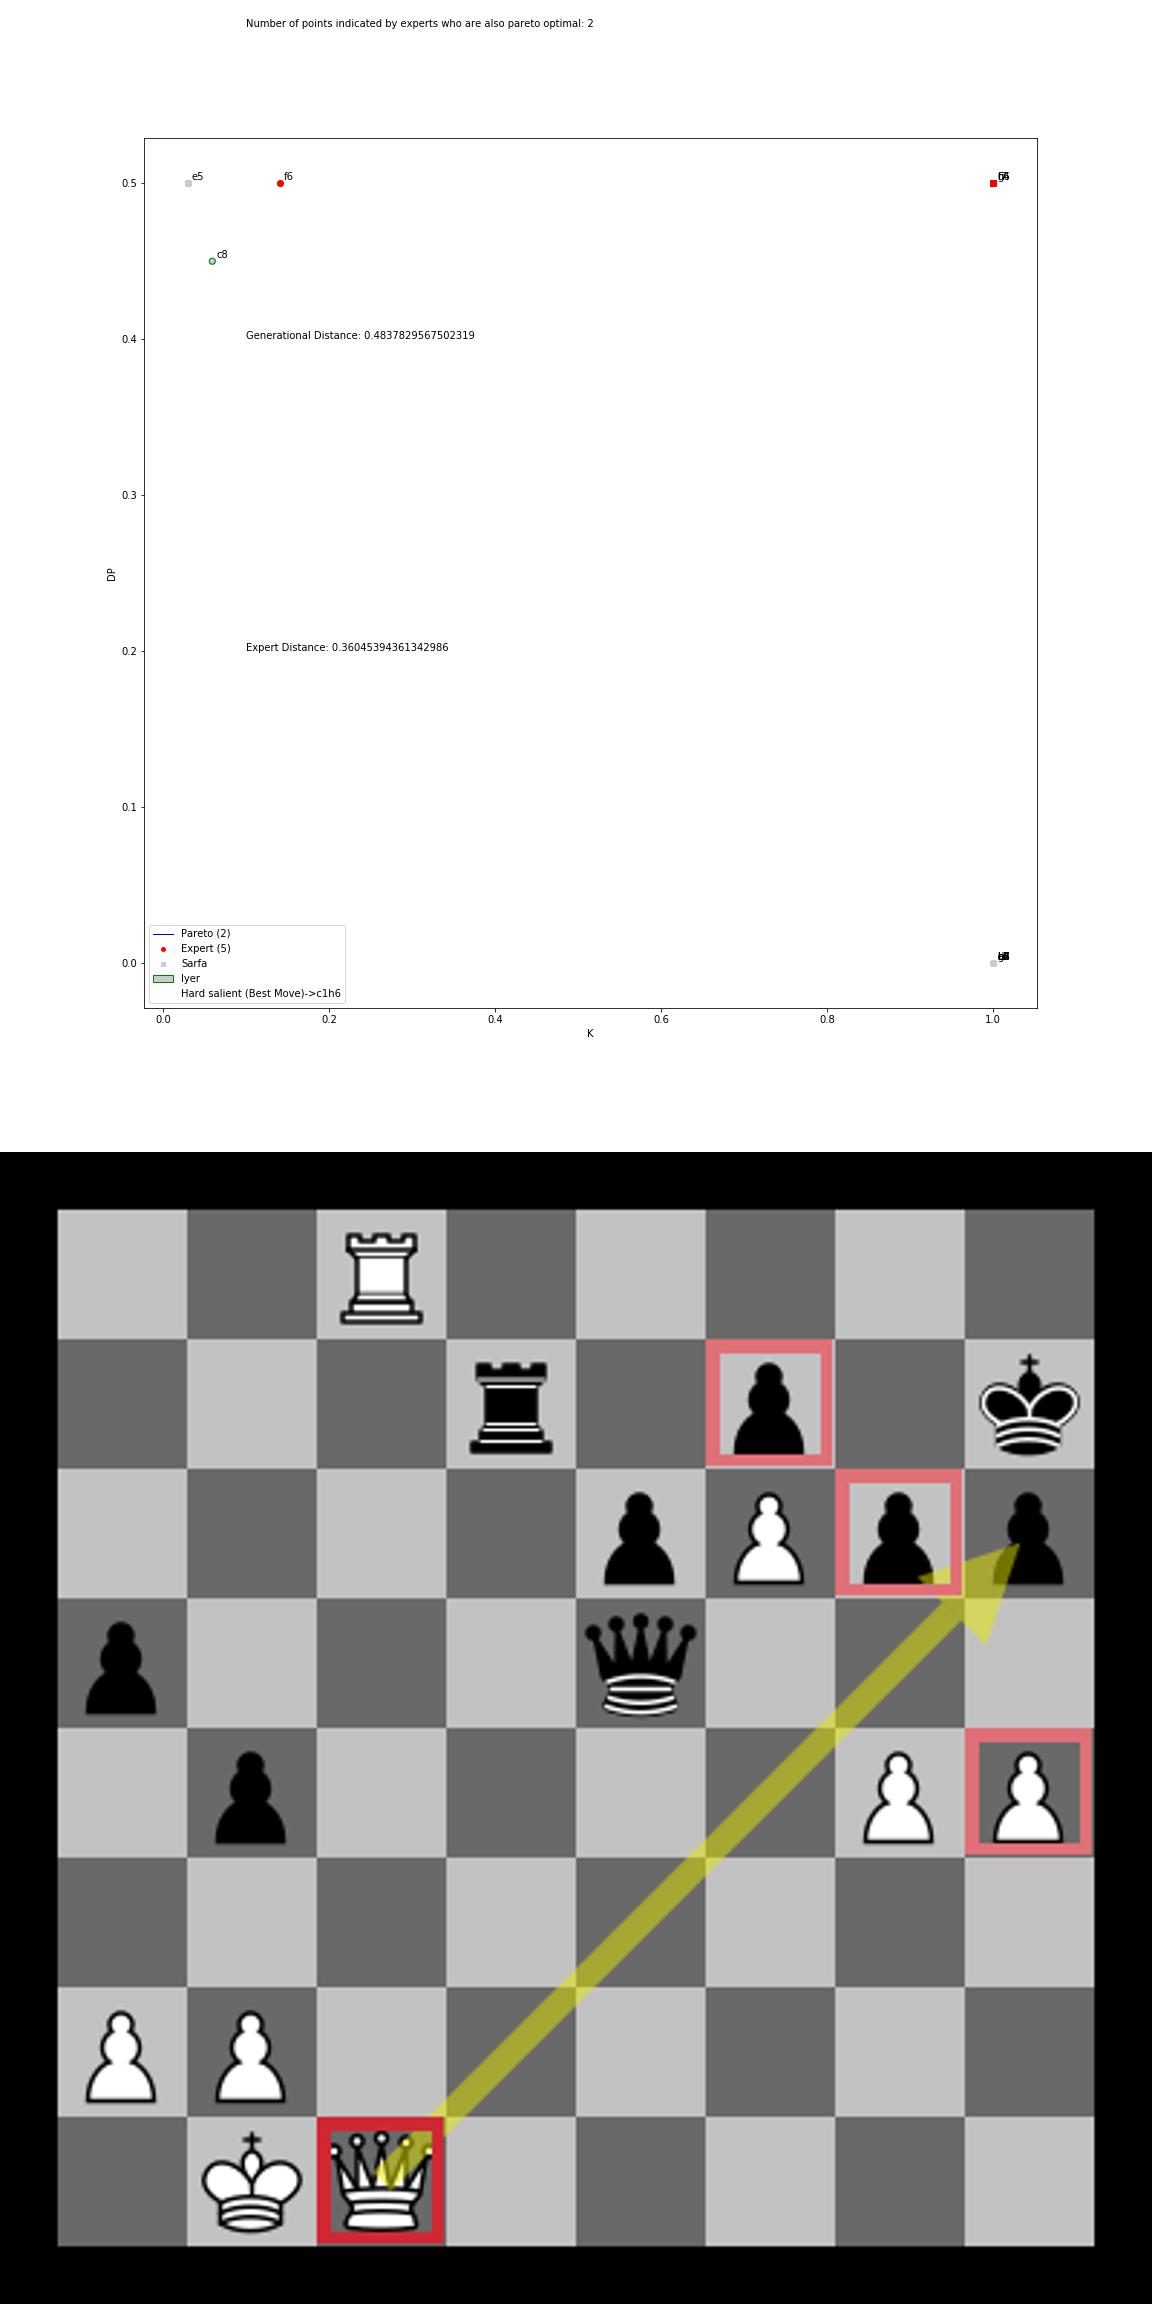 Number of points indicated by experts who are also pareto optimal: 2
0.5
e5
f6
c8
0.4
Generational Distance: 0.4837829567502319
0.3
DP
0.2
Expert Distance: 0.36045394361342986
0.1
0.0
Pareto (2)
Expert (5)
Sarfa
Iyer
Hard salient (Best Move)->c1h6
0.0 0.2 0.4 0.6 0.8 1.0
K